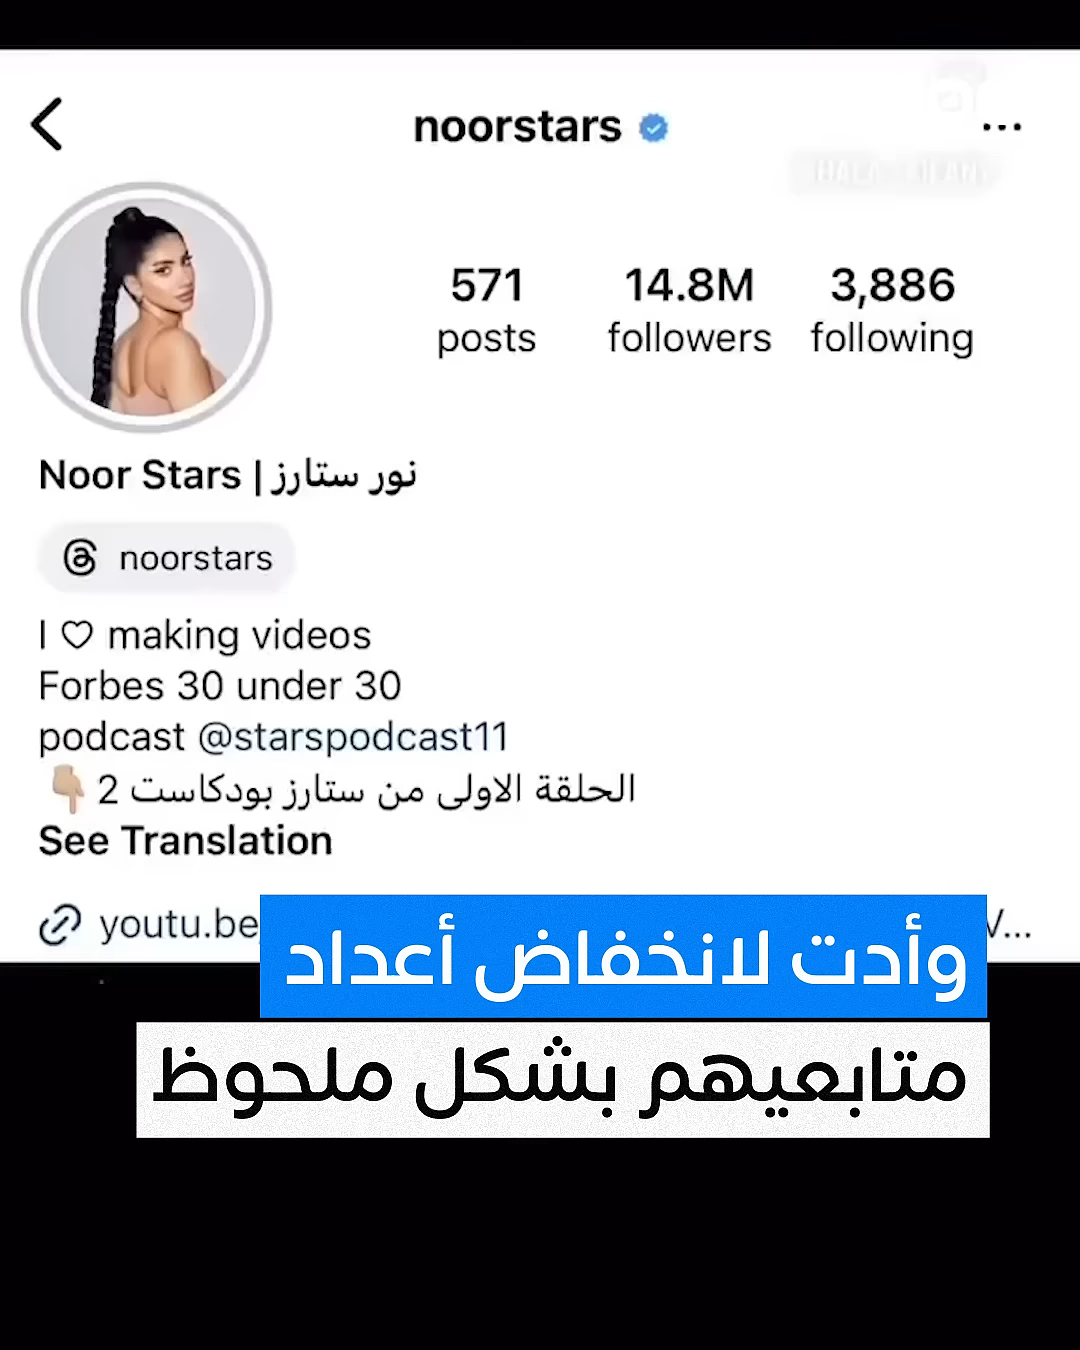 noorstars
571 14.8M 3,886
posts followers following
Noor Stars | نور ستارز
noorstars
I ♡ making videos
Forbes 30 under 30
podcast @starspodcast11
👇🏼 الحلقة الاولى من ستارز بودكاست 2
See Translation
youtu.be
وأدت لانخفاض أعداد
متابعيهم بشكل ملحوظ